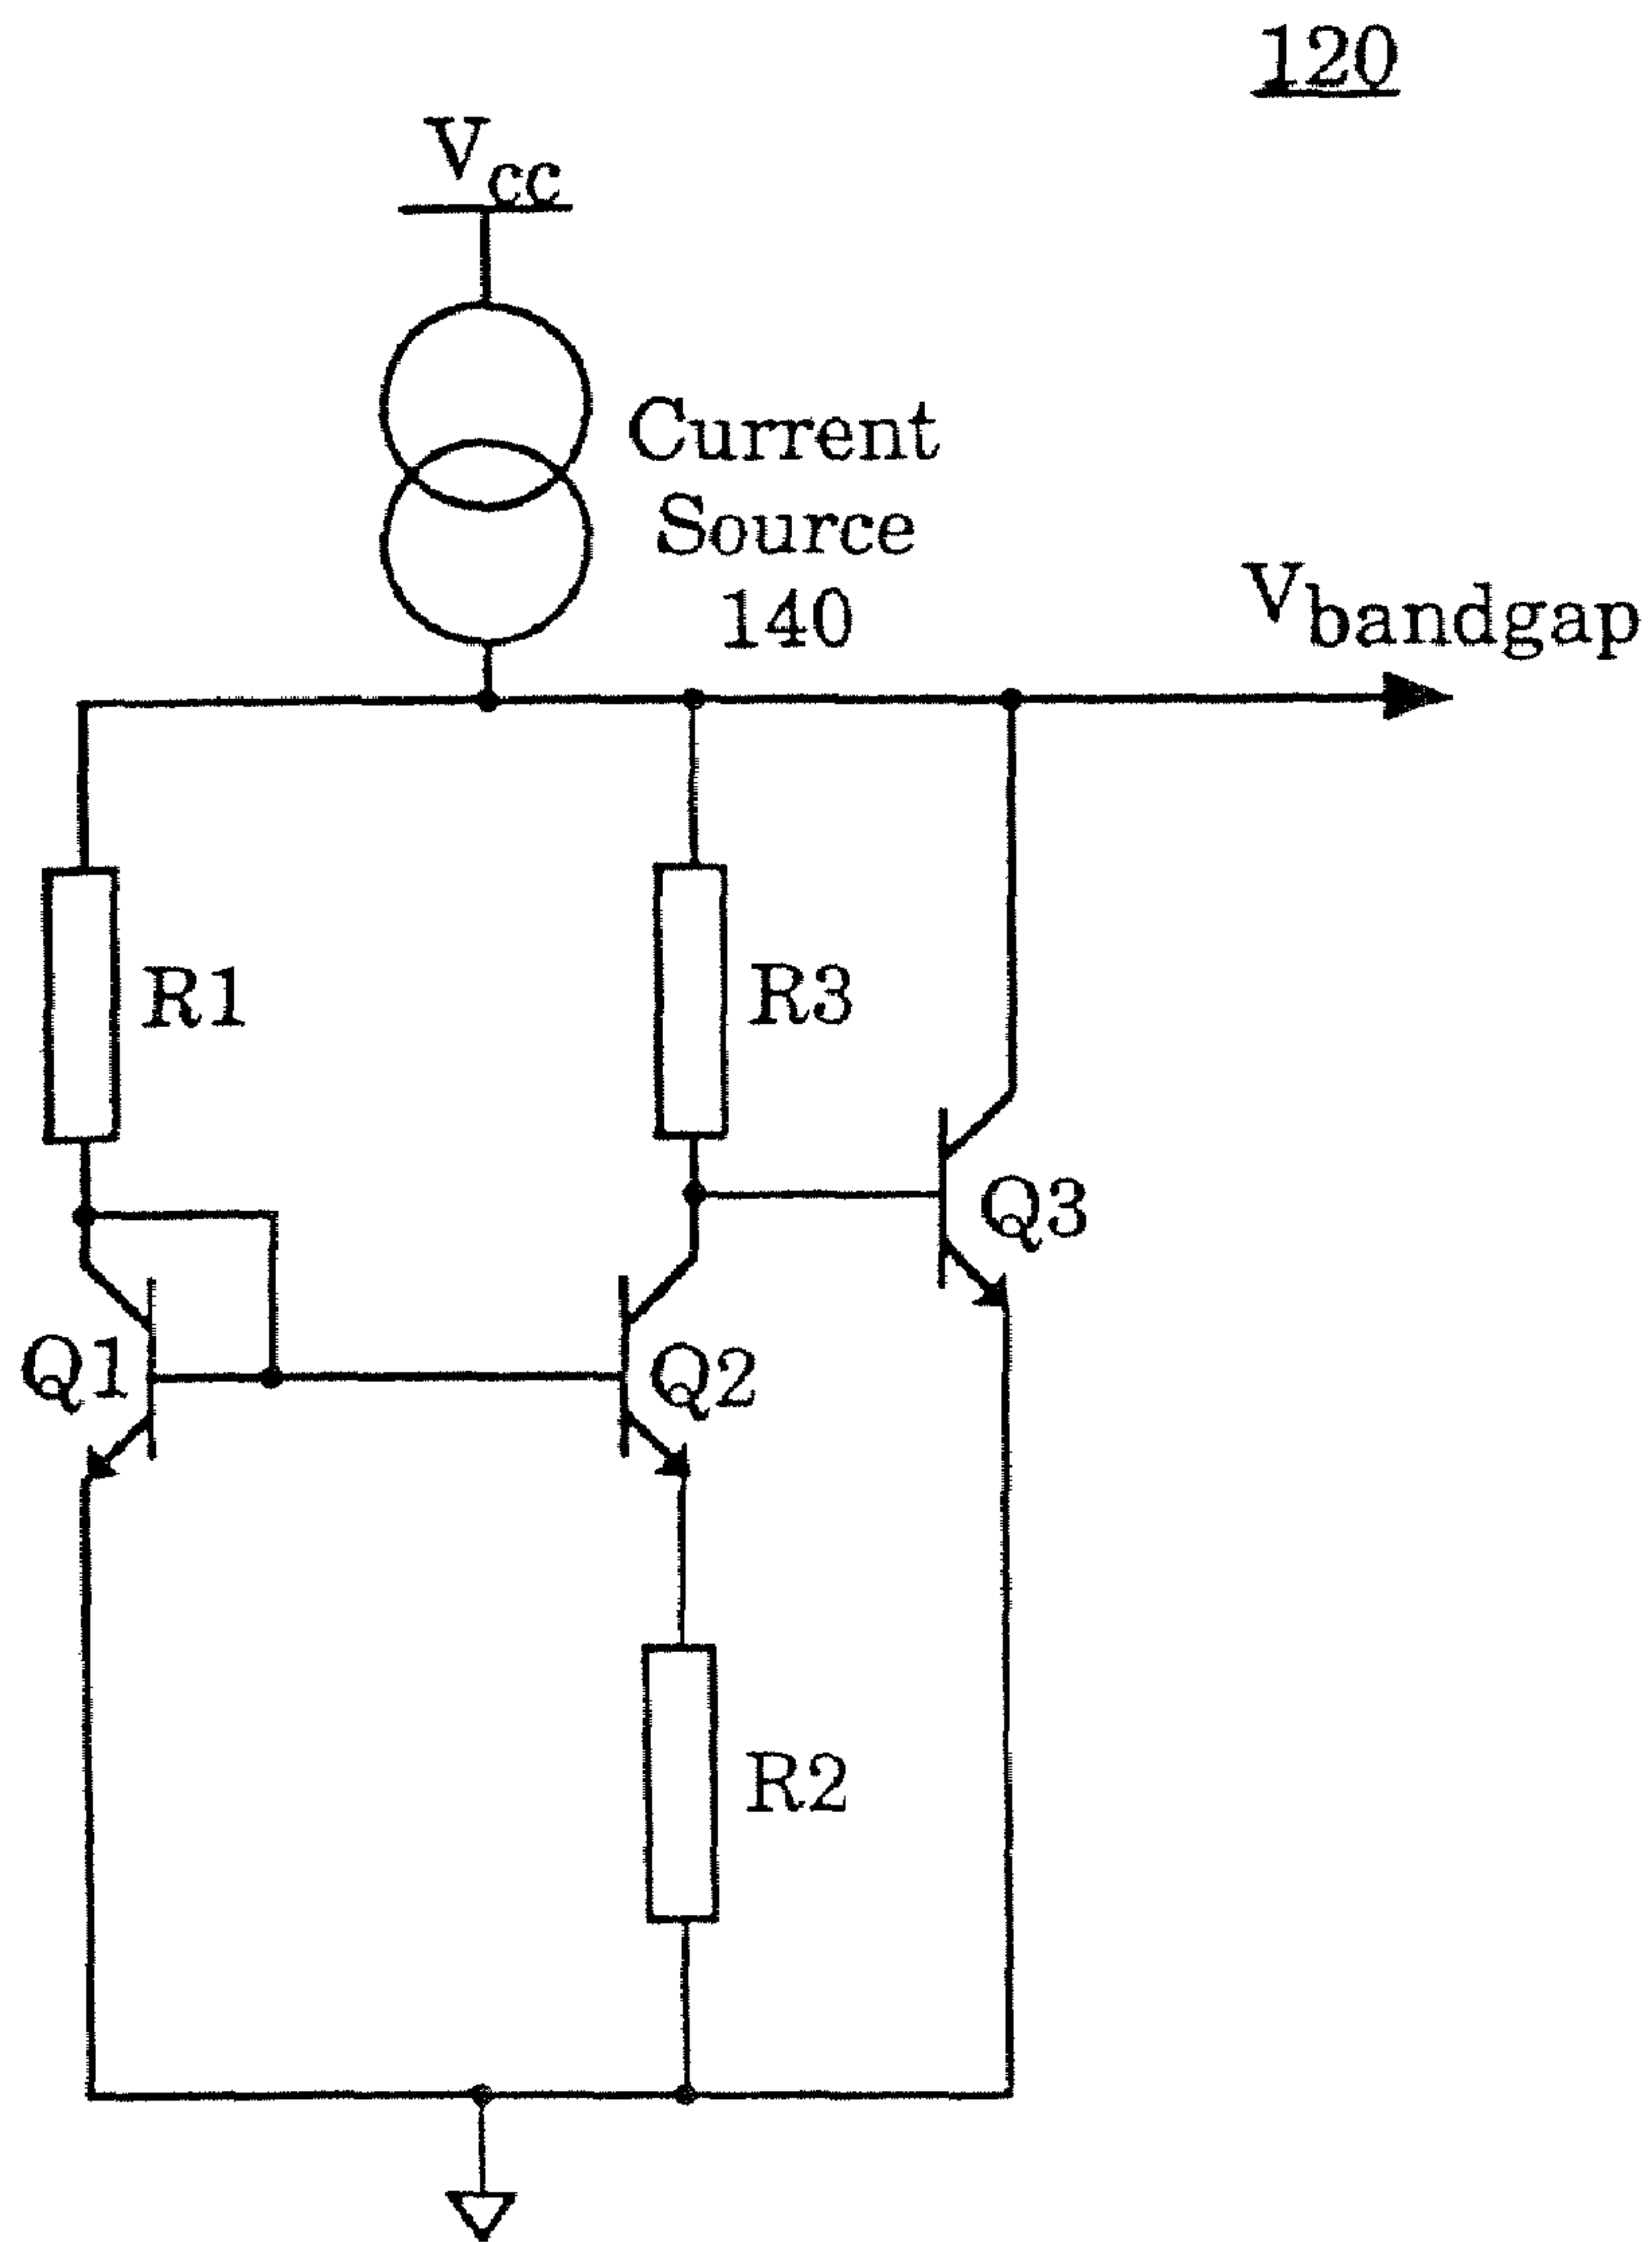 120
Vcc
Current
Source
140
Vbandgap
R1
R3
Q3
Q1
Q2
R2